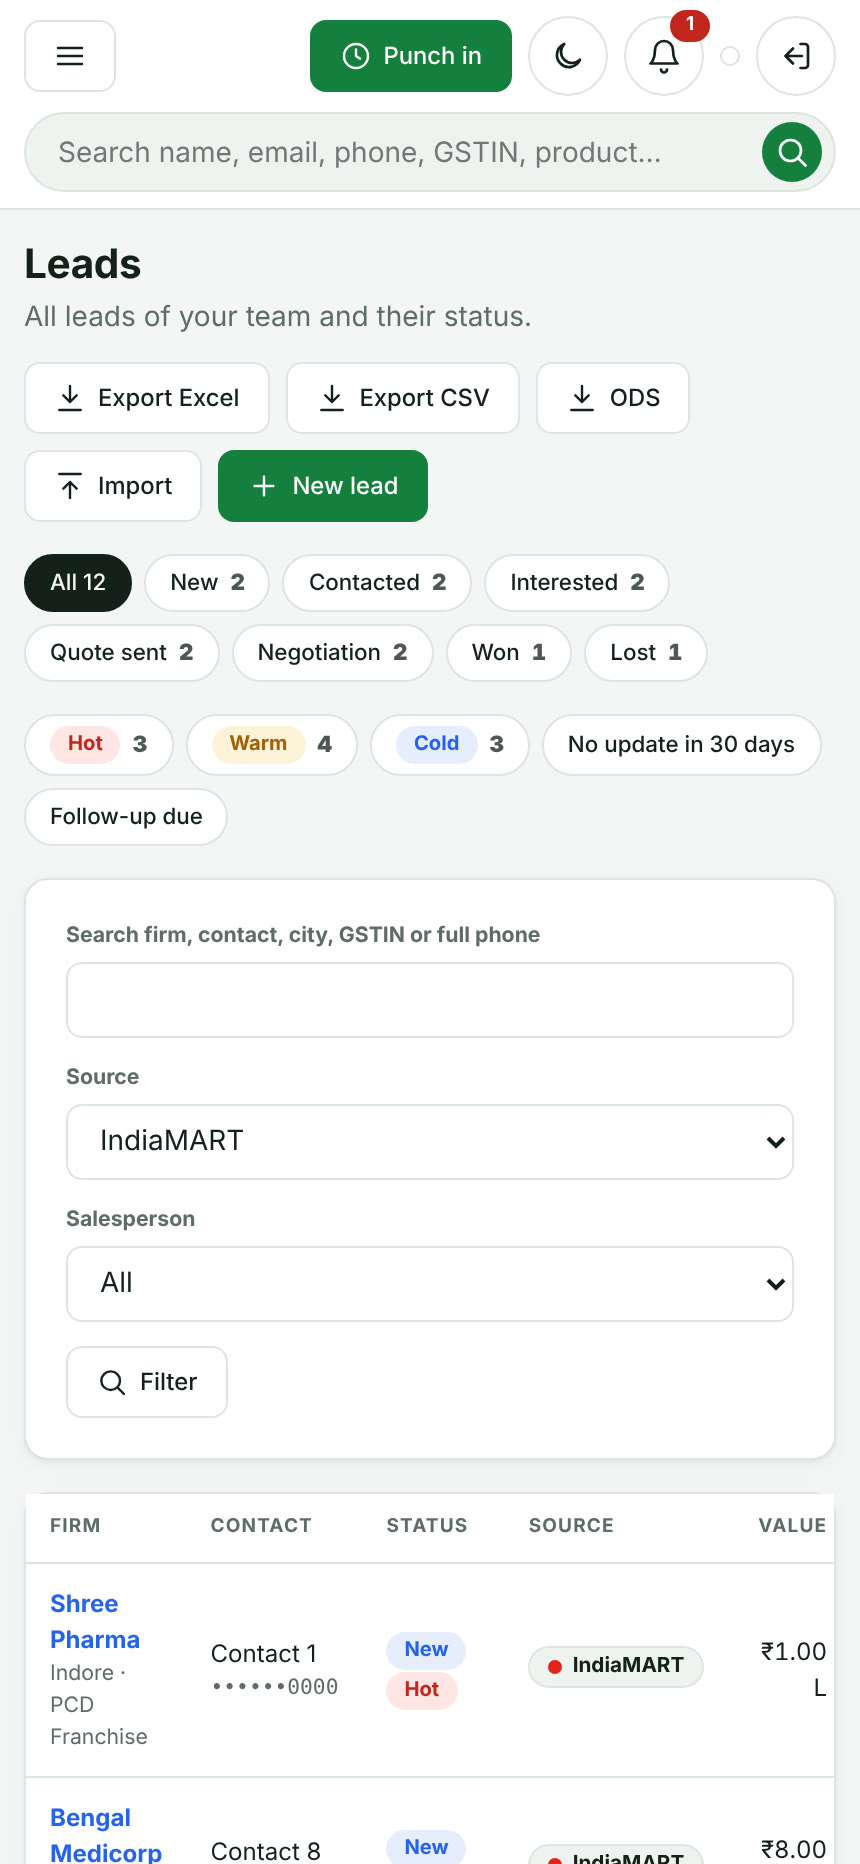 Punch in
1
Search name, email, phone, GSTIN, product...
Leads
All leads of your team and their status.
Export Excel
Export CSV
ODS
Import
New lead
All 12
New 2
Contacted 2
Interested 2
Quote sent 2
Negotiation 2
Won 1
Lost 1
Hot 3
Warm 4
Cold 3
No update in 30 days
Follow-up due
Search firm, contact, city, GSTIN or full phone
Source
IndiaMART
Salesperson
All
Filter
FIRM CONTACT STATUS SOURCE VALUE
Shree
Pharma
Indore ·
PCD
Franchise
Contact 1
••••••0000
New
Hot
IndiaMART
₹1.00
L
Bengal
Medicorp
Contact 8
New
IndiaMART
₹8.00